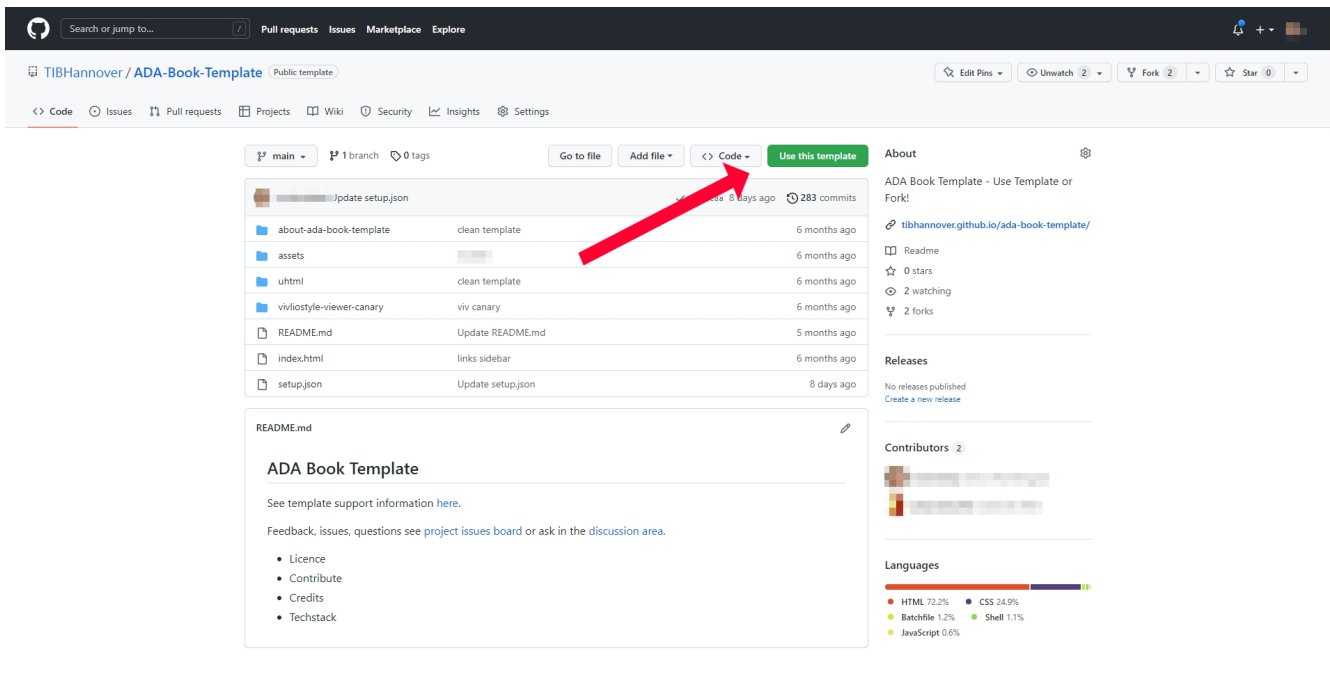 Search or jump to... /
Pull requests Issues Marketplace Explore
TIBHannover / ADA-Book-Template Public template
Edit Pins Unwatch 2 Fork 2 Star 0
Code Issues Pull requests Projects Wiki Security Insights Settings
main 1 branch 0 tags Go to file Add file Code Use this template
Update setup.json 8 days ago 283 commits
about-ada-book-template clean template 6 months ago
assets 6 months ago
uhtml clean template 6 months ago
vivliostyle-viewer-canary viv canary 6 months ago
README.md Update README.md 5 months ago
index.html links sidebar 6 months ago
setup.json Update setup.json 8 days ago
README.md
ADA Book Template
See template support information here.
Feedback, issues, questions see project issues board or ask in the discussion area.
• Licence
• Contribute
• Credits
• Techstack
About
ADA Book Template - Use Template or
Fork!
tibhannover.github.io/ada-book-template/
Readme
0 stars
2 watching
2 forks
Releases
No releases published
Create a new release
Contributors 2
Languages
HTML 72.2% CSS 24.9%
Batchfile 1.2% Shell 1.1%
JavaScript 0.6%